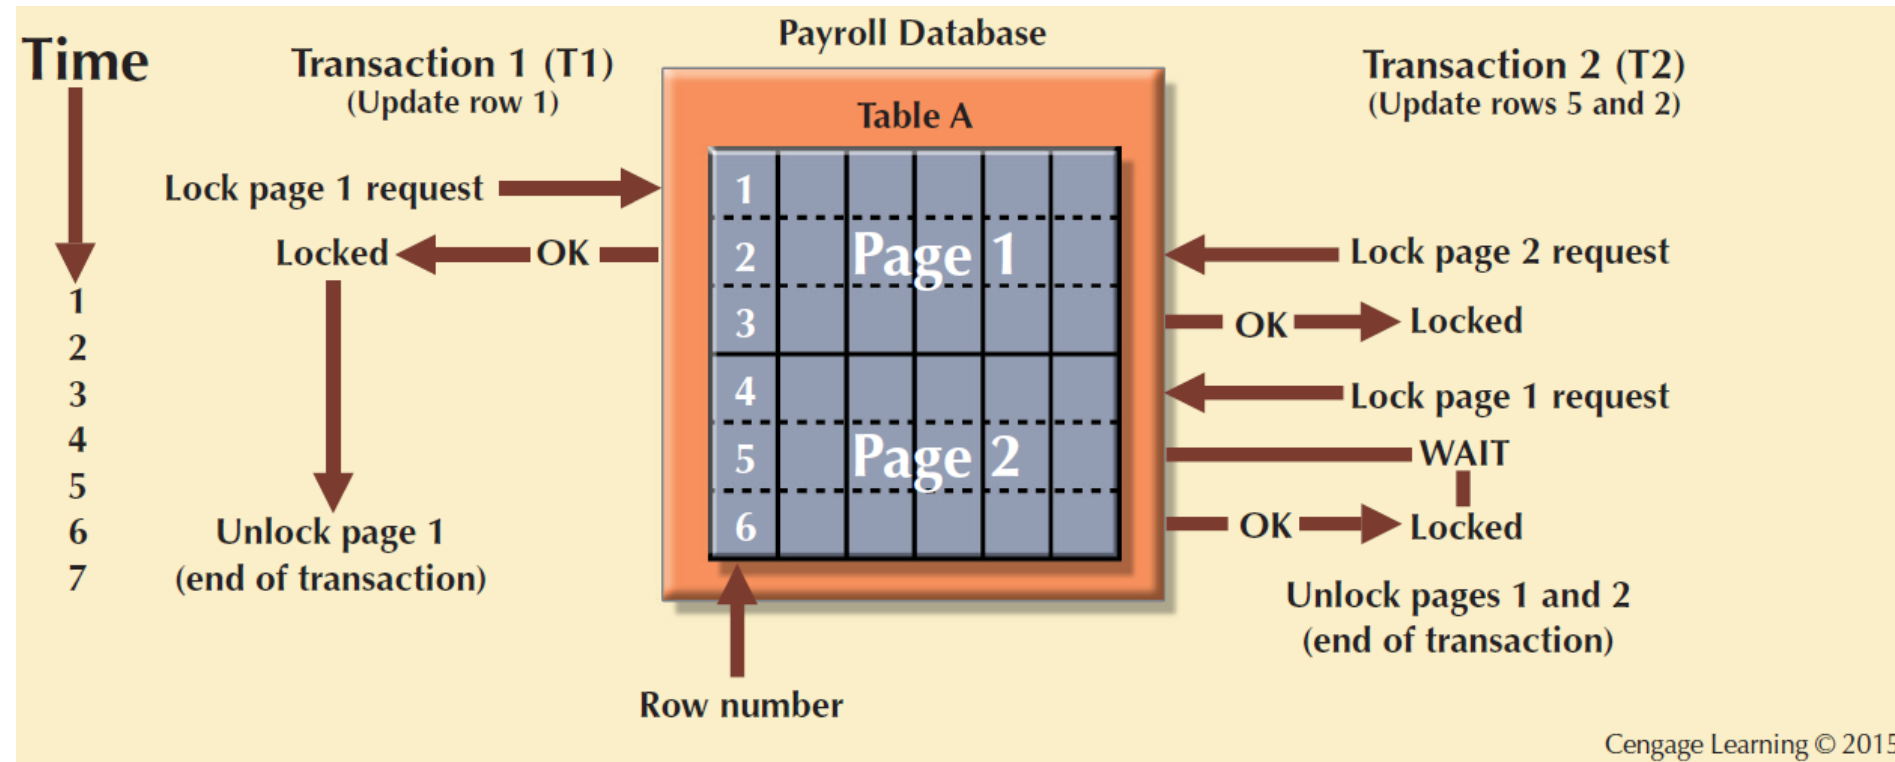 Time
1
2
3
4
5
6
7
Transaction 1 (T1)
(Update row 1)
Lock page 1 request
Locked
OK
Unlock page 1
(end of transaction)
Payroll Database
Table A
1
2
3
Page 1
4
5
6
Page 2
Row number
Transaction 2 (T2)
(Update rows 5 and 2)
Lock page 2 request
OK
Locked
Lock page 1 request
WAIT
OK
Locked
Unlock pages 1 and 2
(end of transaction)
Cengage Learning © 2015